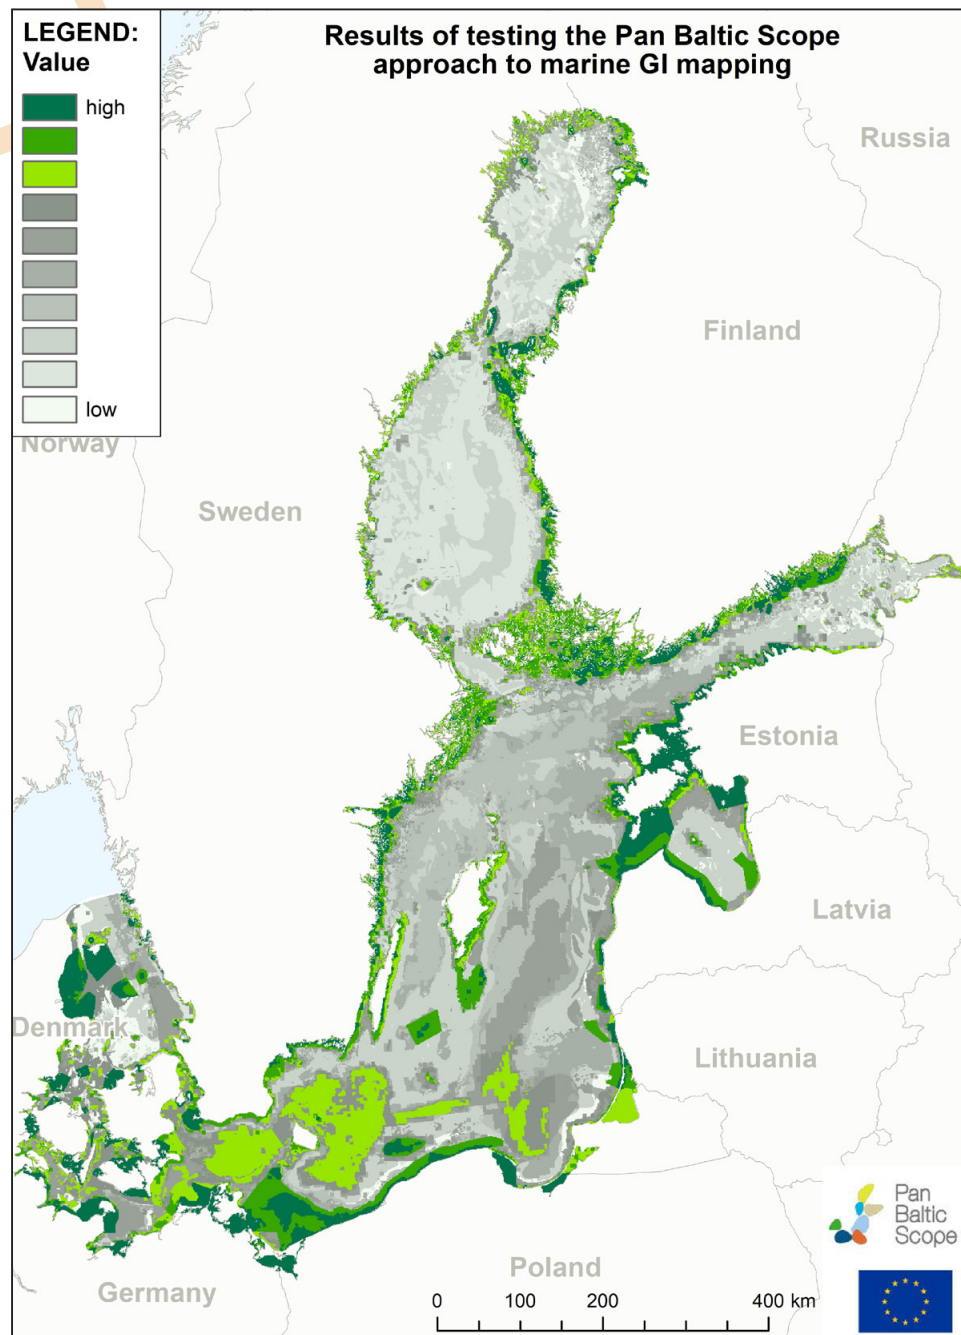 LEGEND:
Value
high
low
Results of testing the Pan Baltic Scope
approach to marine GI mapping
Russia
Finland
Norway
Sweden
Estonia
Latvia
Denmark
Lithuania
Germany
Poland
Pan
Baltic
Scope
0 100 200 400 km